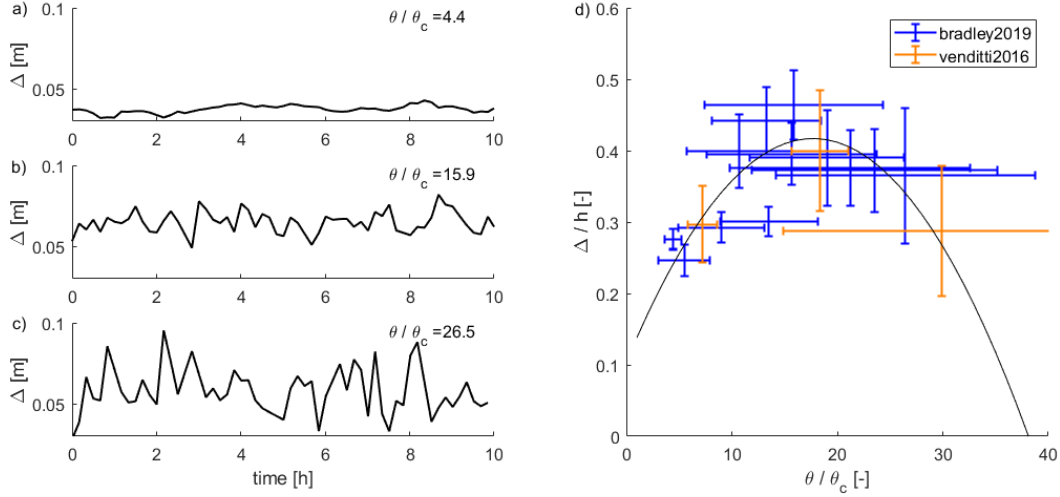 a)
0.1
0.05
Δ [m]
θ / θc =4.4
0 2 4 6 8 10
b)
0.1
0.05
Δ [m]
θ / θc =15.9
0 2 4 6 8 10
c)
0.1
0.05
Δ [m]
θ / θc =26.5
0 2 4 6 8 10
time [h]
d)
0.6
0.5
0.4
0.3
0.2
0.1
0
Δ / h [-]
bradley2019
venditti2016
0 10 20 30 40
θ / θc [-]